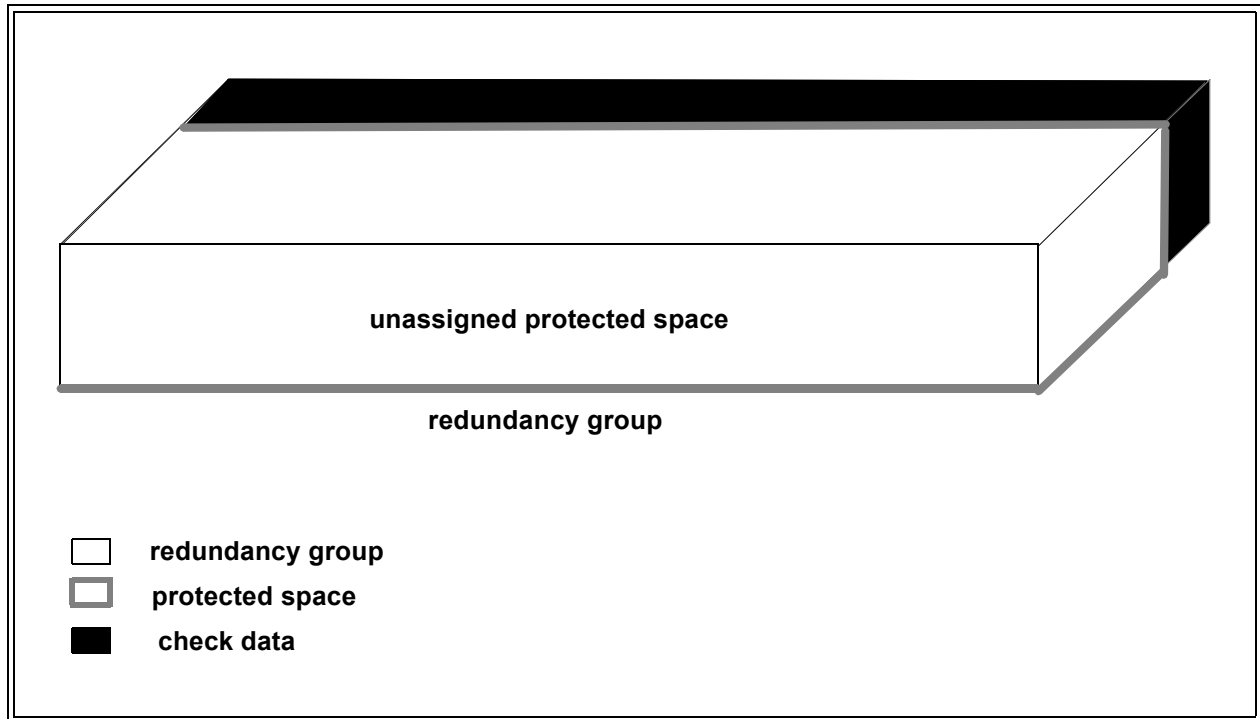 unassigned protected space
redundancy group
redundancy group
protected space
check data